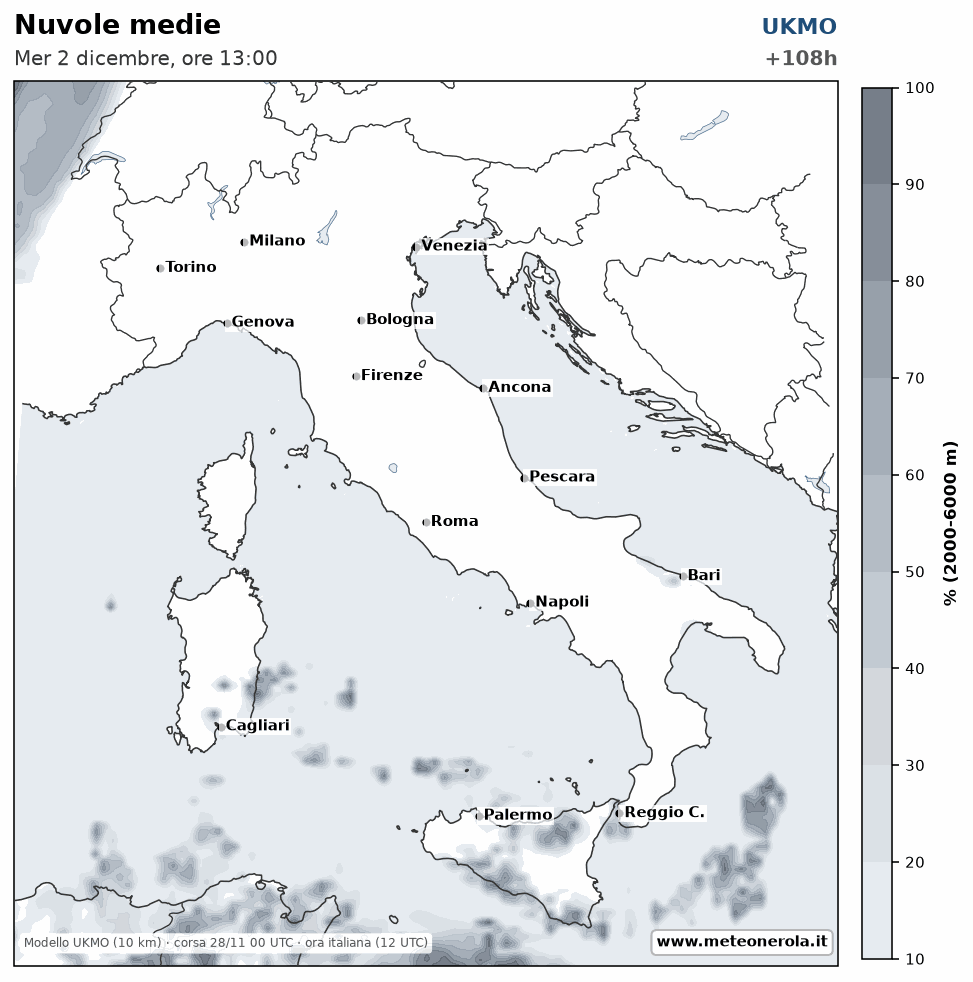 Nuvole medie
UKMO
Mer 2 dicembre, ore 13:00
+108h
100
90
80
70
60
50
40
30
20
10
% (2000-6000 m)
Milano
Venezia
Torino
Genova
Bologna
Firenze
Ancona
Pescara
Roma
Bari
Napoli
Cagliari
Palermo
Reggio C.
Modello UKMO (10 km) · corsa 28/11 00 UTC · ora italiana (12 UTC)
www.meteonerola.it